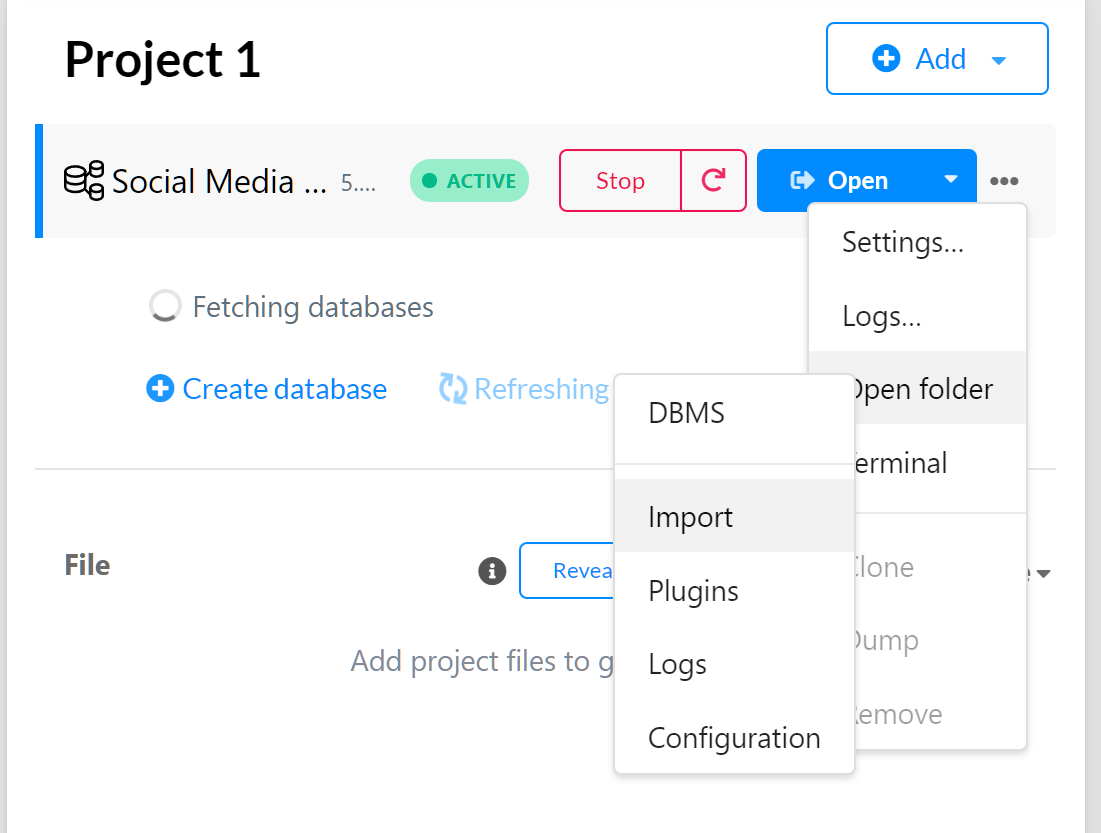 Project 1
Add
Social Media ... 5....
ACTIVE
Stop
Open
Settings...
Logs...
Open folder
Terminal
Clone
Dump
Remove
Fetching databases
Create database
Refreshing
DBMS
Import
Plugins
Logs
Configuration
File
Revea
Add project files to g